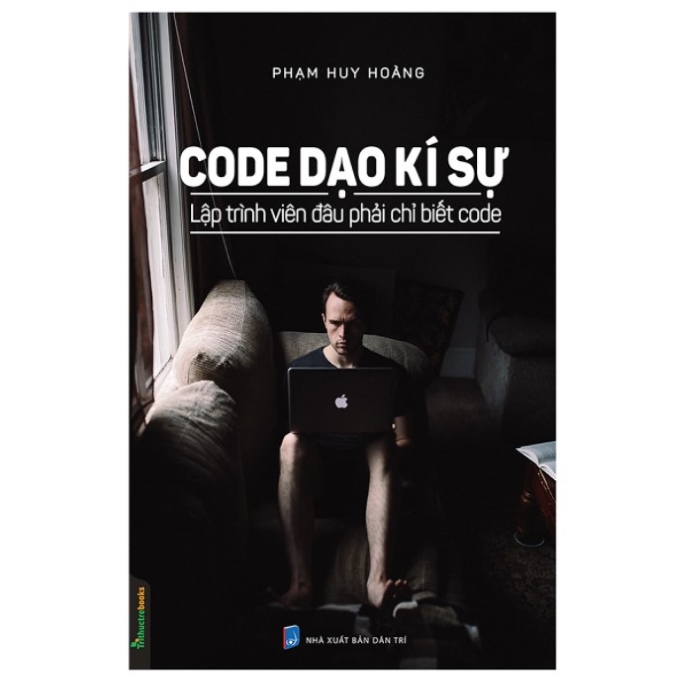 PHẠM HUY HOÀNG
CODE DẠO KÍ SỰ
Lập trình viên đâu phải chỉ biết code
Trithuctrebooks
NHÀ XUẤT BẢN DÂN TRÍ